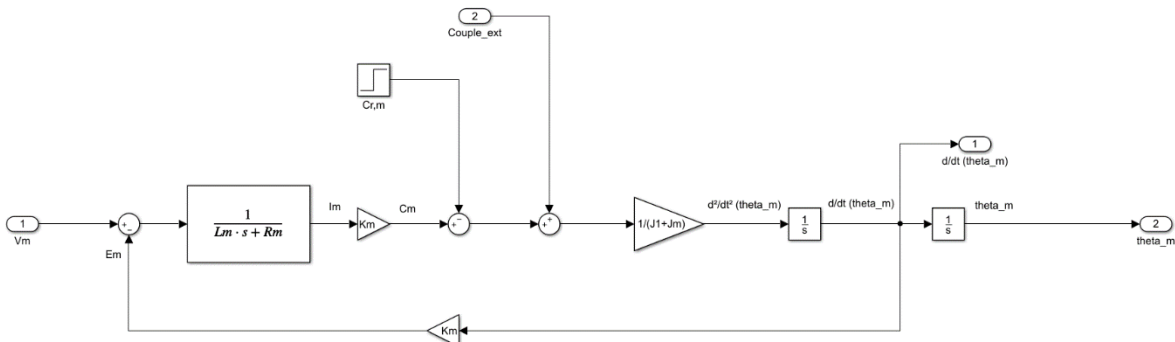 2
Couple_ext
Cr,m
1
d/dt (theta_m)
1
Vm
+
−
Em
1
Lm · s + Rm
Im
Km
Cm
−
+
+
+
1/(J1+Jm)
d²/dt² (theta_m)
1
s
d/dt (theta_m)
1
s
theta_m
2
theta_m
Km